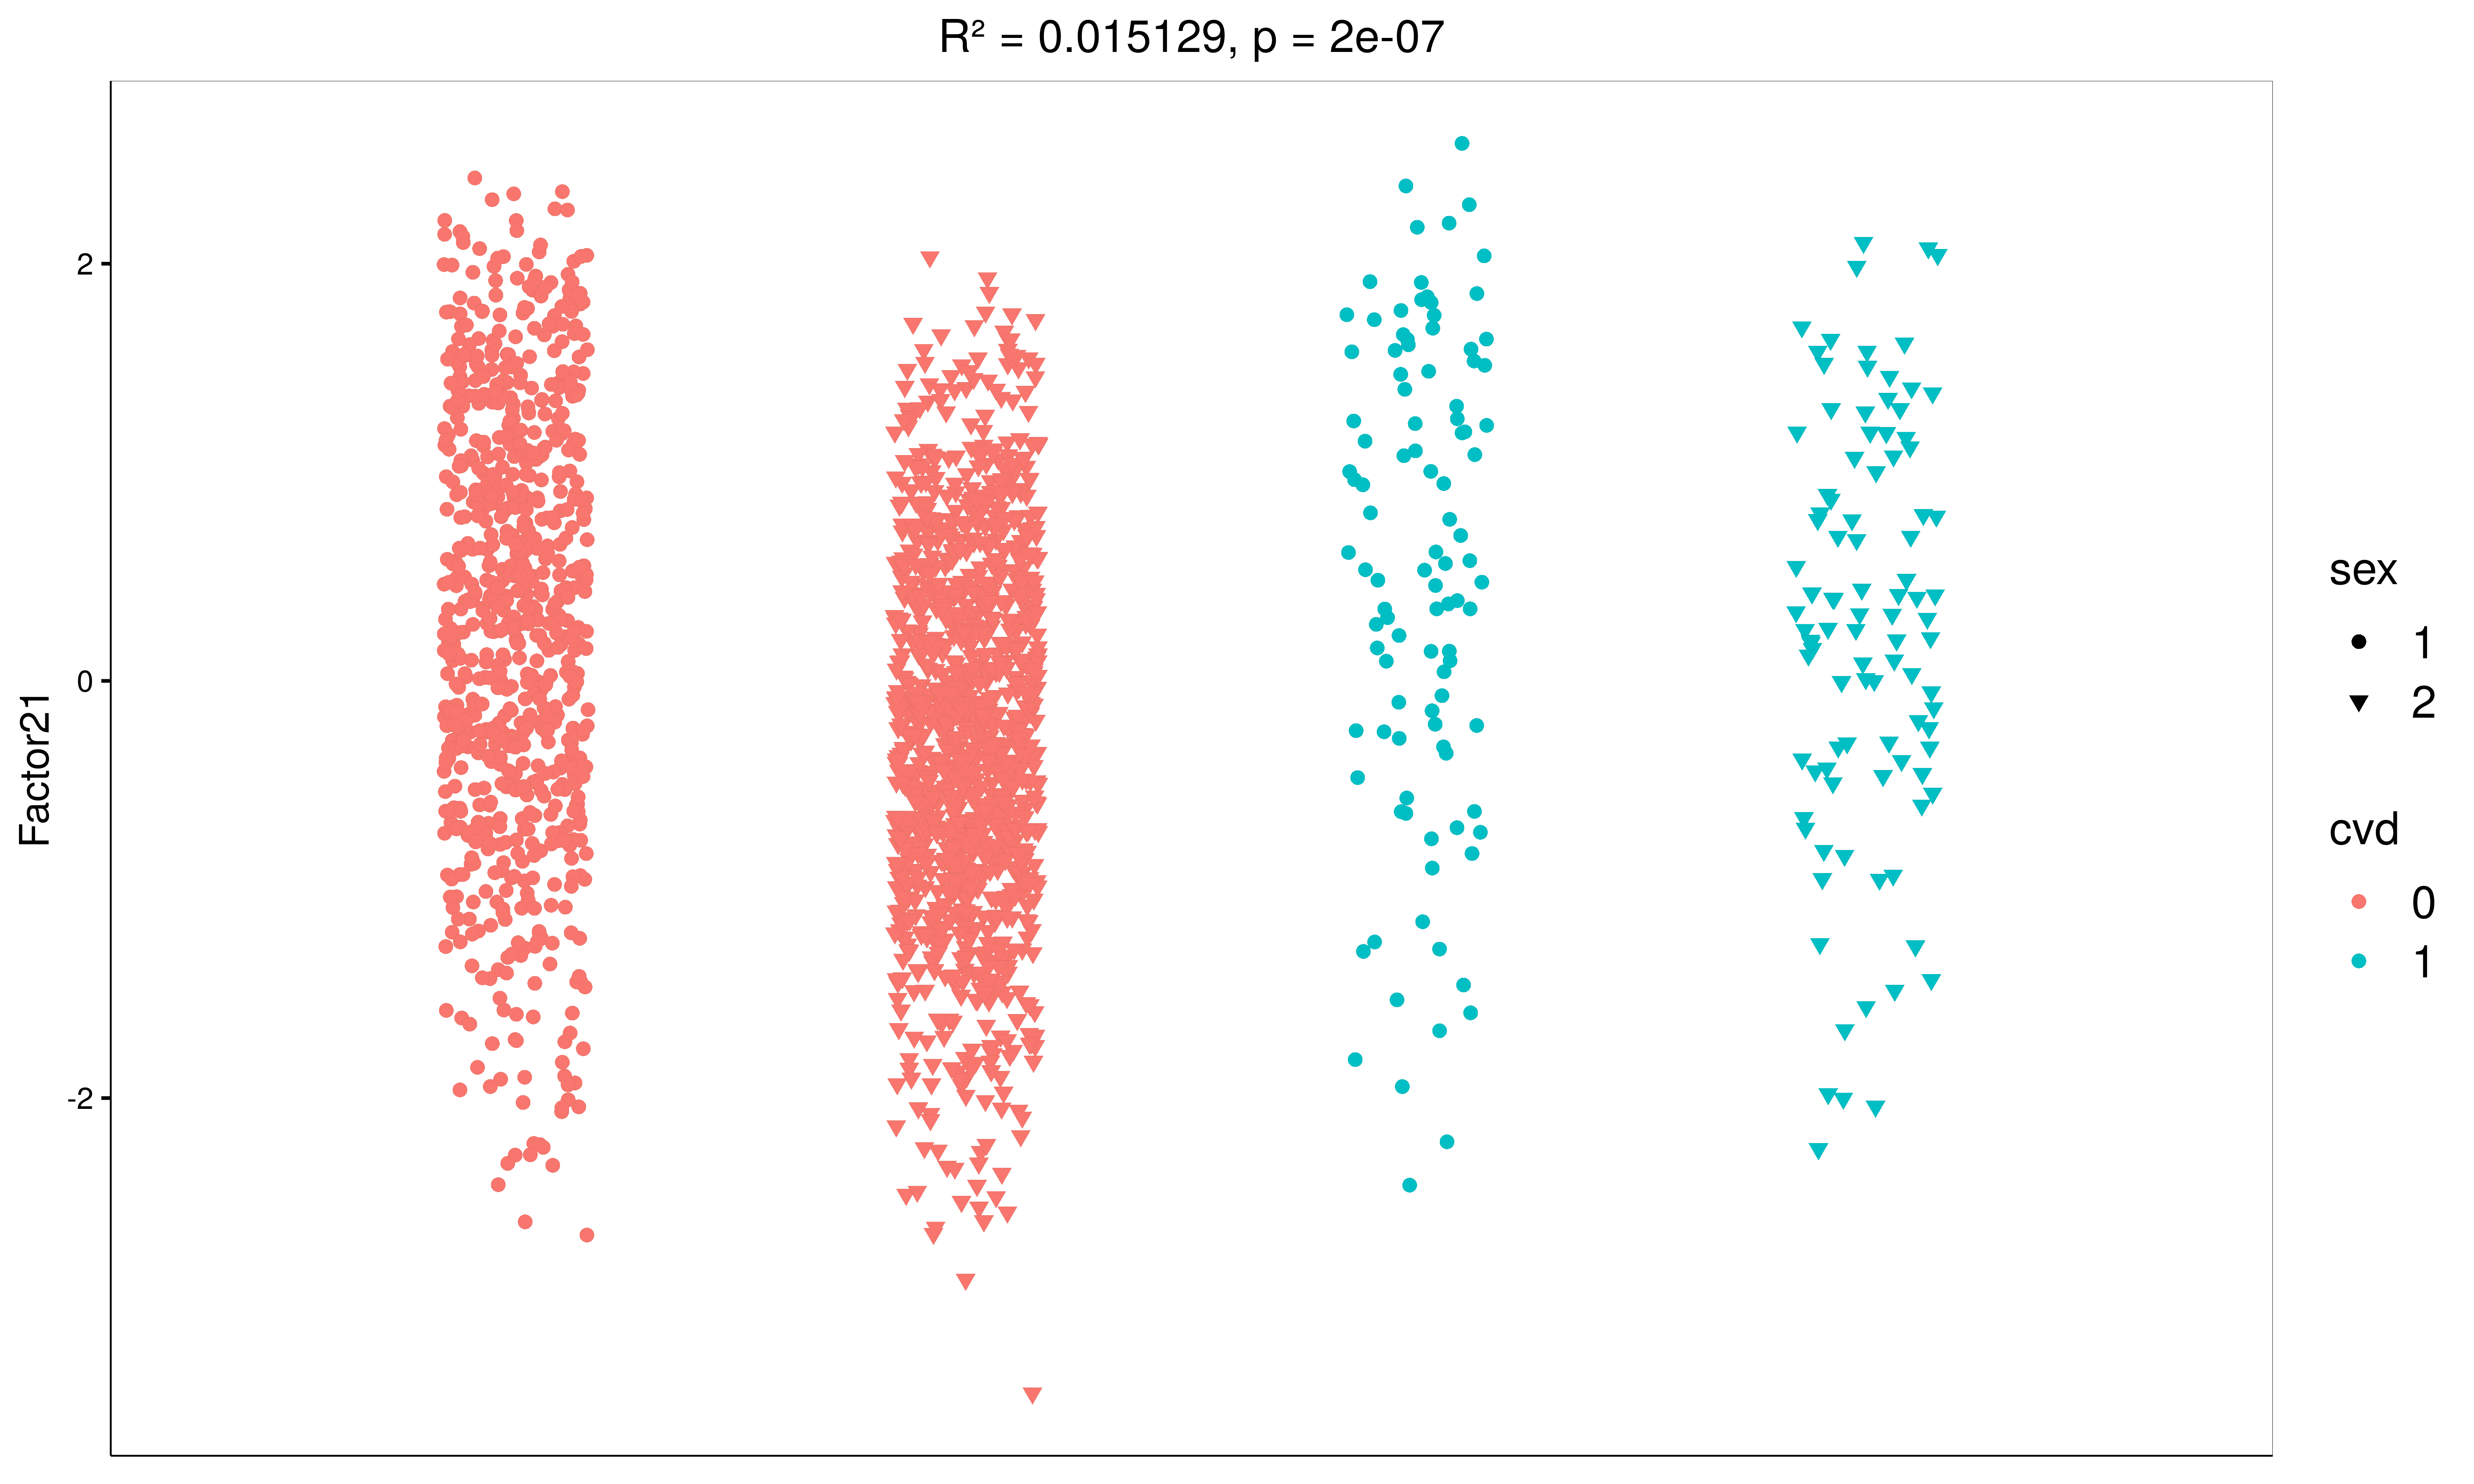 R² = 0.015129, p = 2e-07
Factor21
2
0
-2
sex
1
2
cvd
0
1